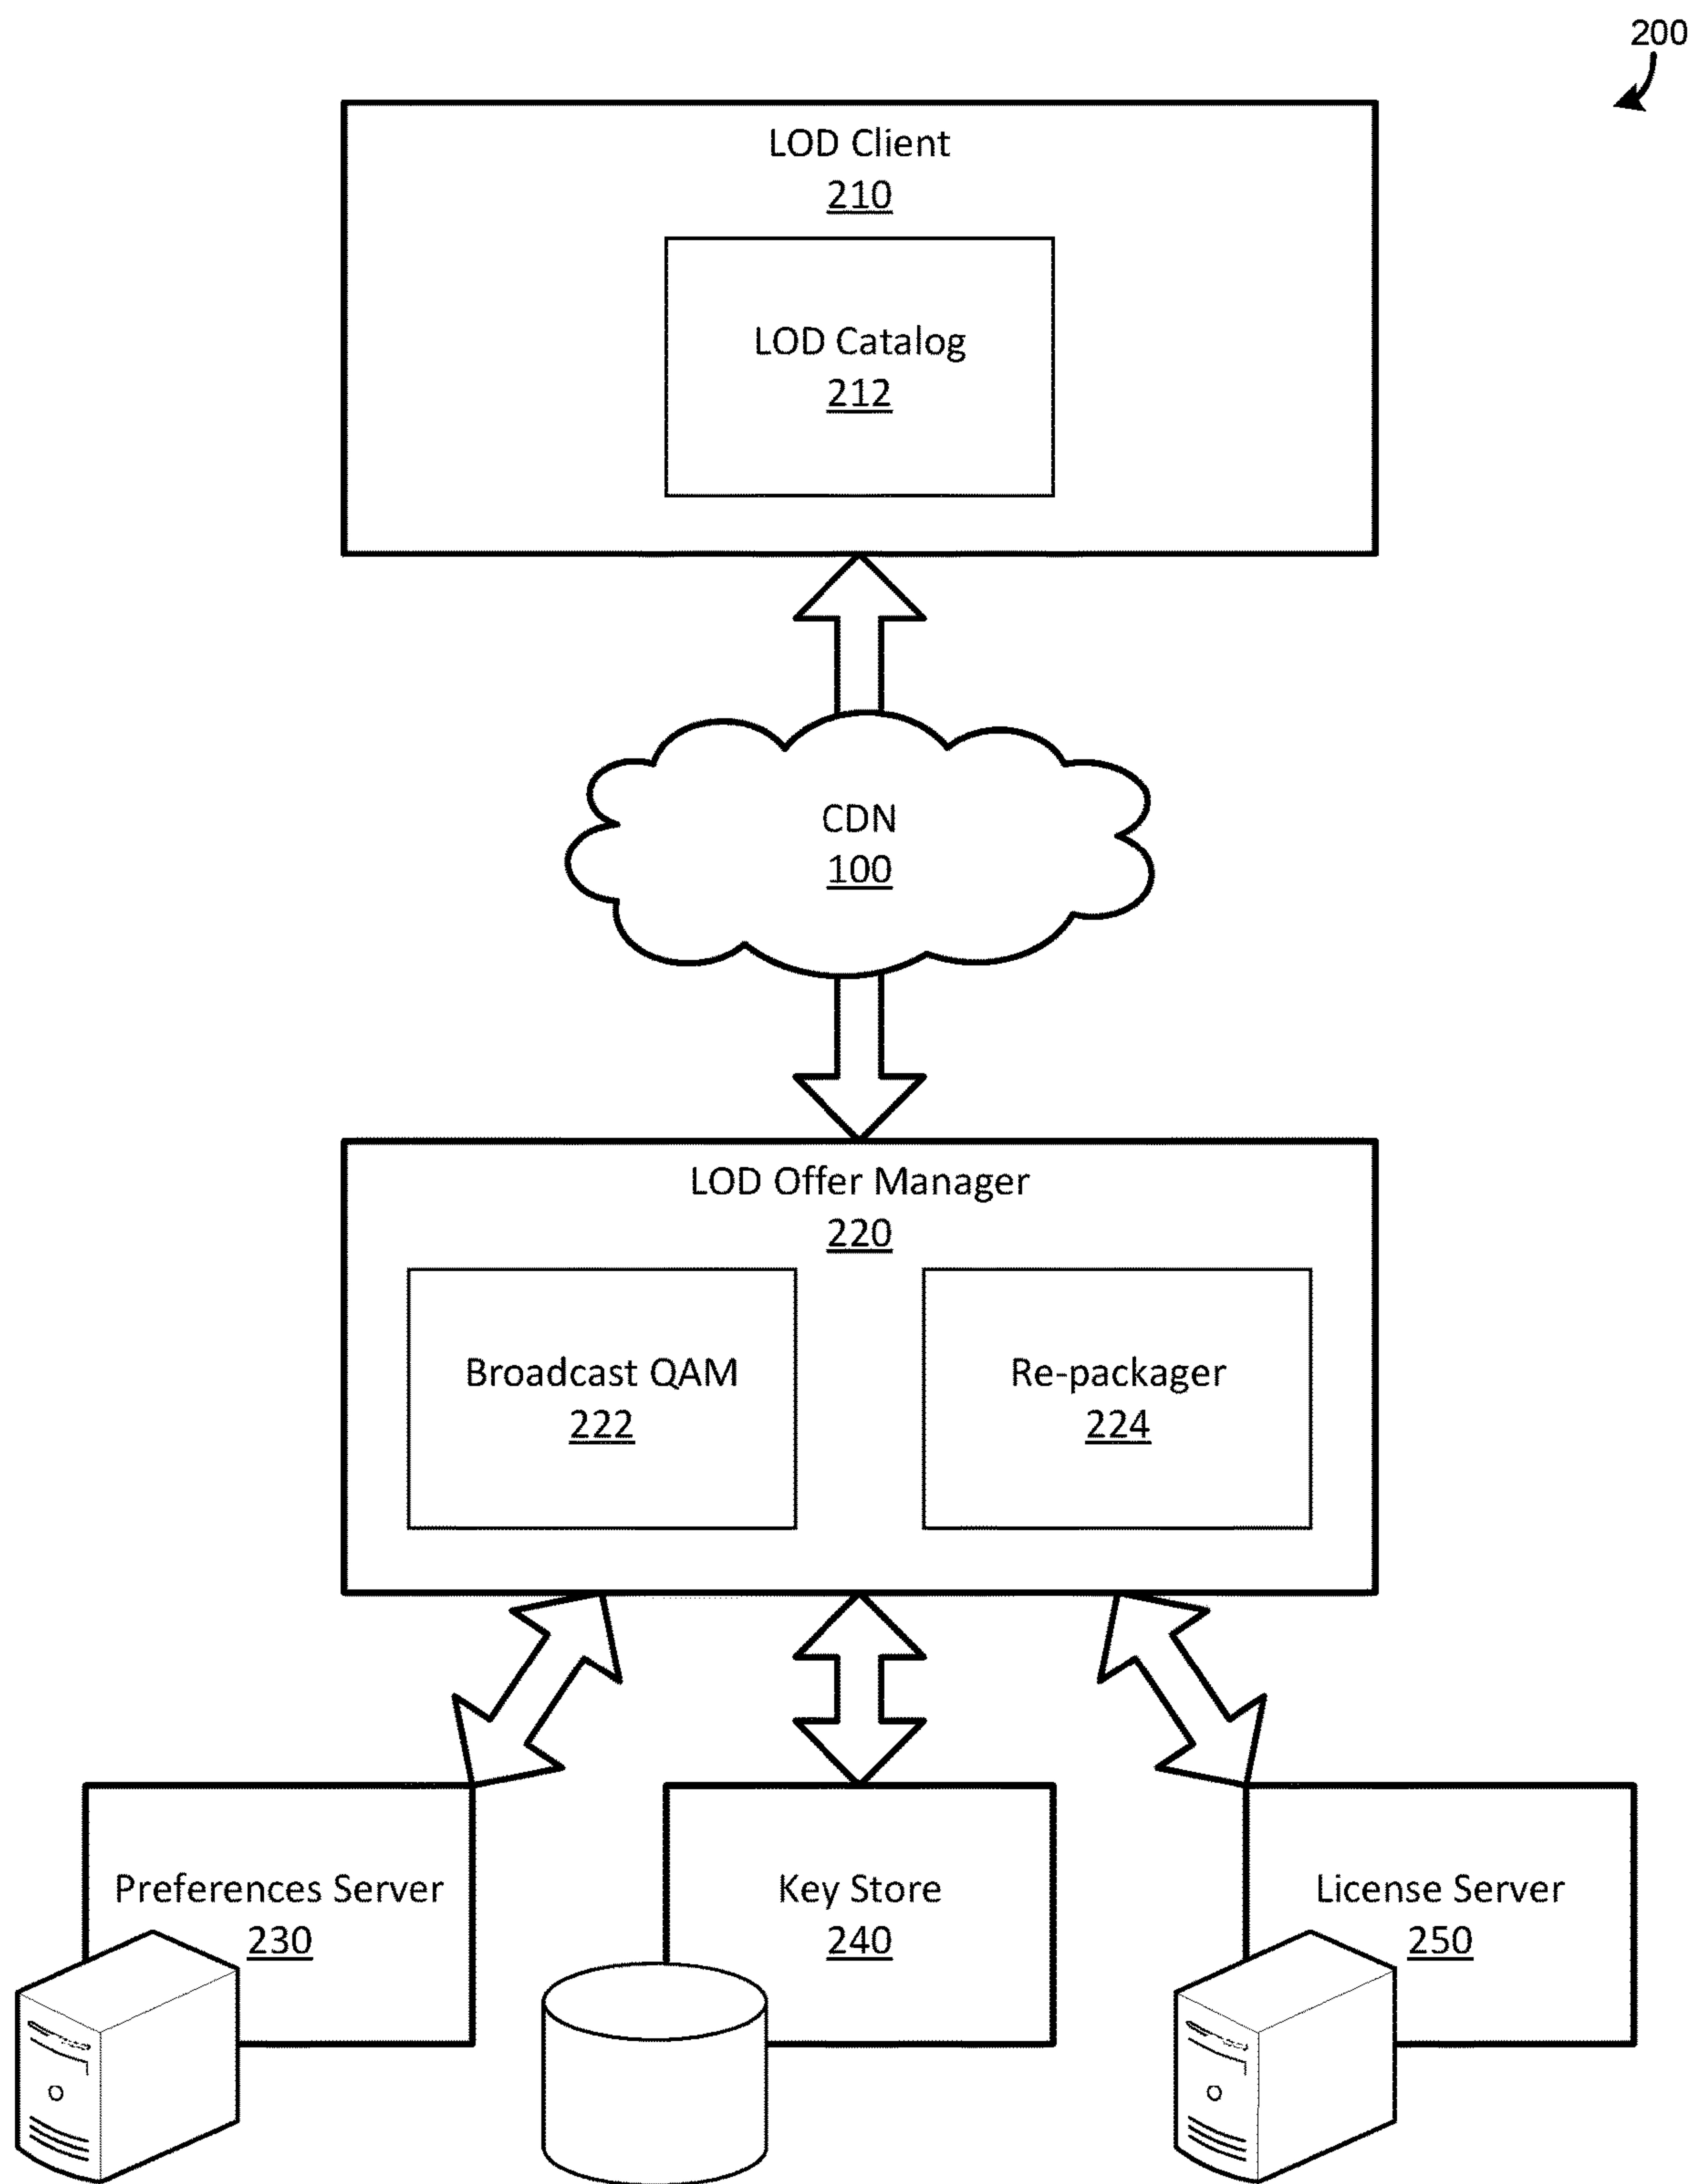 200
LOD Client
210
LOD Catalog
212
CDN
100
LOD Offer Manager
220
Broadcast QAM
222
Re-packager
224
Preferences Server
230
Key Store
240
License Server
250